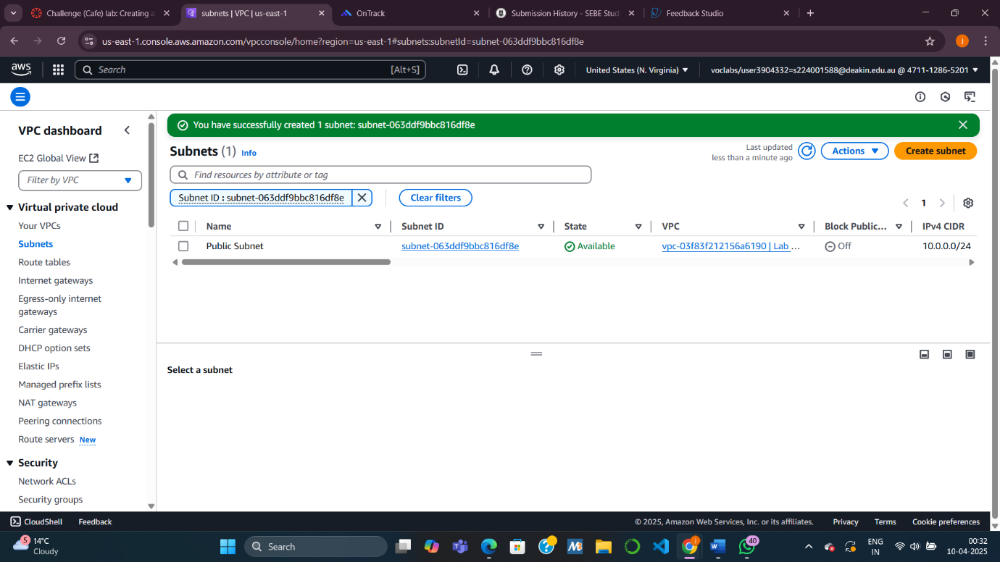 Challenge (Cafe) lab: Creating a
subnets | VPC | us-east-1
OnTrack
Submission History - SEBE Stud
Feedback Studio
us-east-1.console.aws.amazon.com/vpcconsole/home?region=us-east-1#subnets:subnetId=subnet-063ddf9bbc816df8e
j
aws
Search
[Alt+S]
United States (N. Virginia)
voclabs/user3904332=s224001588@deakin.edu.au @ 4711-1286-5201
VPC dashboard
EC2 Global View
Filter by VPC
Virtual private cloud
Your VPCs
Subnets
Route tables
Internet gateways
Egress-only internet
gateways
Carrier gateways
DHCP option sets
Elastic IPs
Managed prefix lists
NAT gateways
Peering connections
Route servers New
Security
Network ACLs
Security groups
You have successfully created 1 subnet: subnet-063ddf9bbc816df8e
Subnets (1) Info
Last updated
less than a minute ago
Actions
Create subnet
Find resources by attribute or tag
Subnet ID : subnet-063ddf9bbc816df8e
Clear filters
1
Name
Subnet ID
State
VPC
Block Public...
IPv4 CIDR
Public Subnet
subnet-063ddf9bbc816df8e
Available
vpc-03f83f212156a6190 | Lab ...
Off
10.0.0.0/24
Select a subnet
CloudShell
Feedback
© 2025, Amazon Web Services, Inc. or its affiliates.
Privacy
Terms
Cookie preferences
5
14°C
Cloudy
Search
40
ENG
IN
00:32
10-04-2025